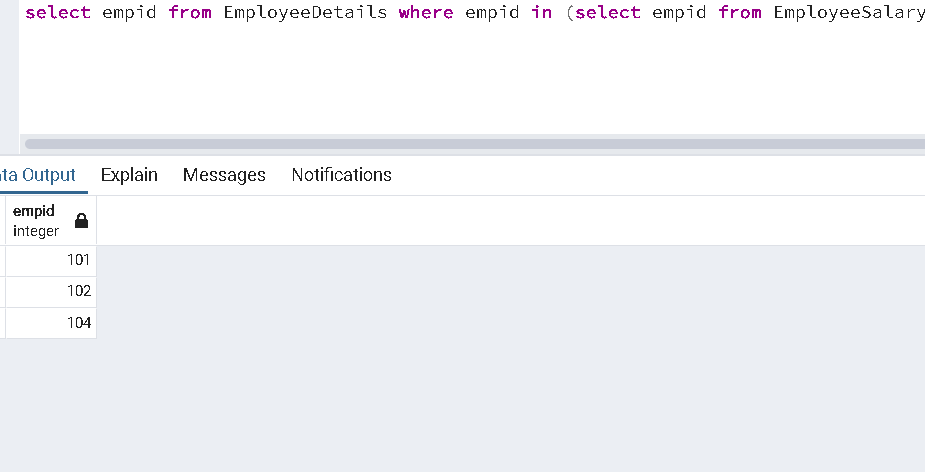 select empid from EmployeeDetails where empid in (select empid from EmployeeSalary
ta Output Explain Messages Notifications
empid
integer
101
102
104